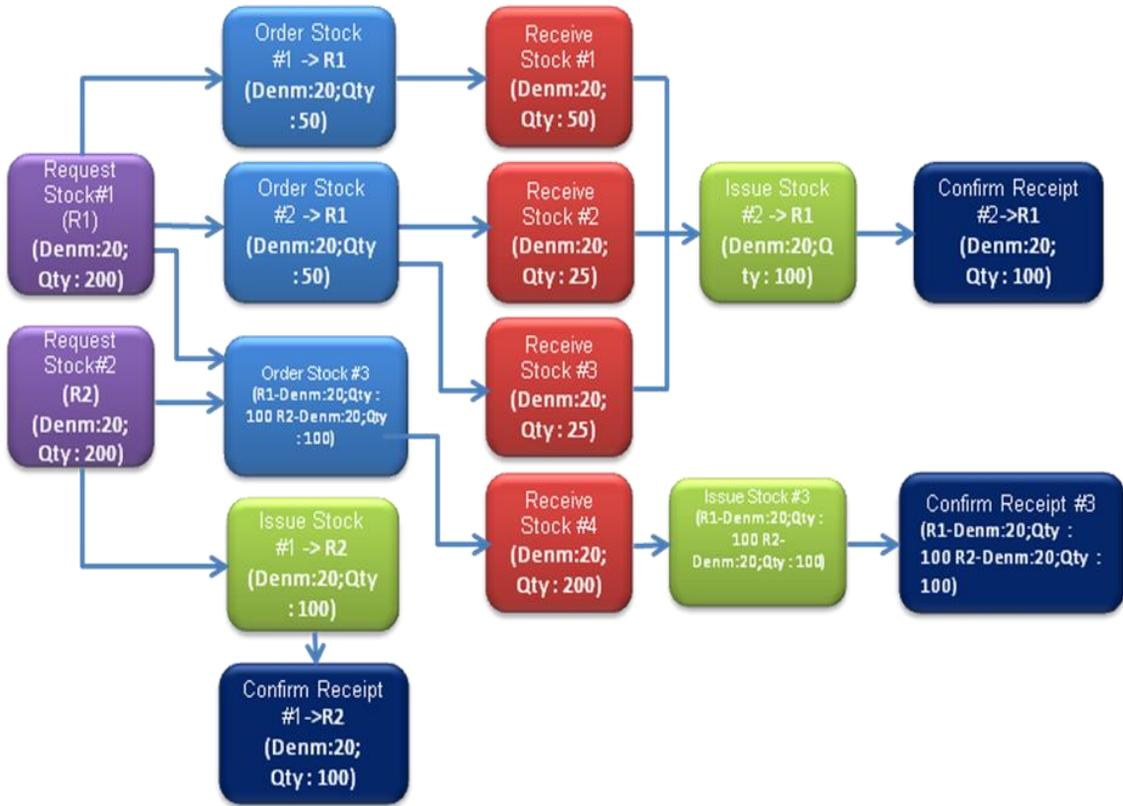 Order Stock
#1 -> R1
(Denm:20;Qty
: 50)
Receive
Stock #1
(Denm:20;
Qty : 50)
Request
Stock#1
(R1)
(Denm:20;
Qty : 200)
Order Stock
#2 -> R1
(Denm:20;Qty
: 50)
Receive
Stock #2
(Denm:20;
Qty : 25)
Issue Stock
#2 -> R1
(Denm:20;Q
ty : 100)
Confirm Receipt
#2->R1
(Denm:20;
Qty : 100)
Request
Stock#2
(R2)
(Denm:20;
Qty : 200)
Order Stock #3
(R1-Denm:20;Qty :
100 R2-Denm:20;Qty
: 100)
Receive
Stock #3
(Denm:20;
Qty : 25)
Issue Stock
#1 -> R2
(Denm:20;Qty
: 100)
Receive
Stock #4
(Denm:20;
Qty : 200)
Issue Stock #3
(R1-Denm:20;Qty :
100 R2-
Denm:20;Qty : 100)
Confirm Receipt #3
(R1-Denm:20;Qty :
100 R2-Denm:20;Qty :
100)
Confirm Receipt
#1 ->R2
(Denm:20;
Qty : 100)